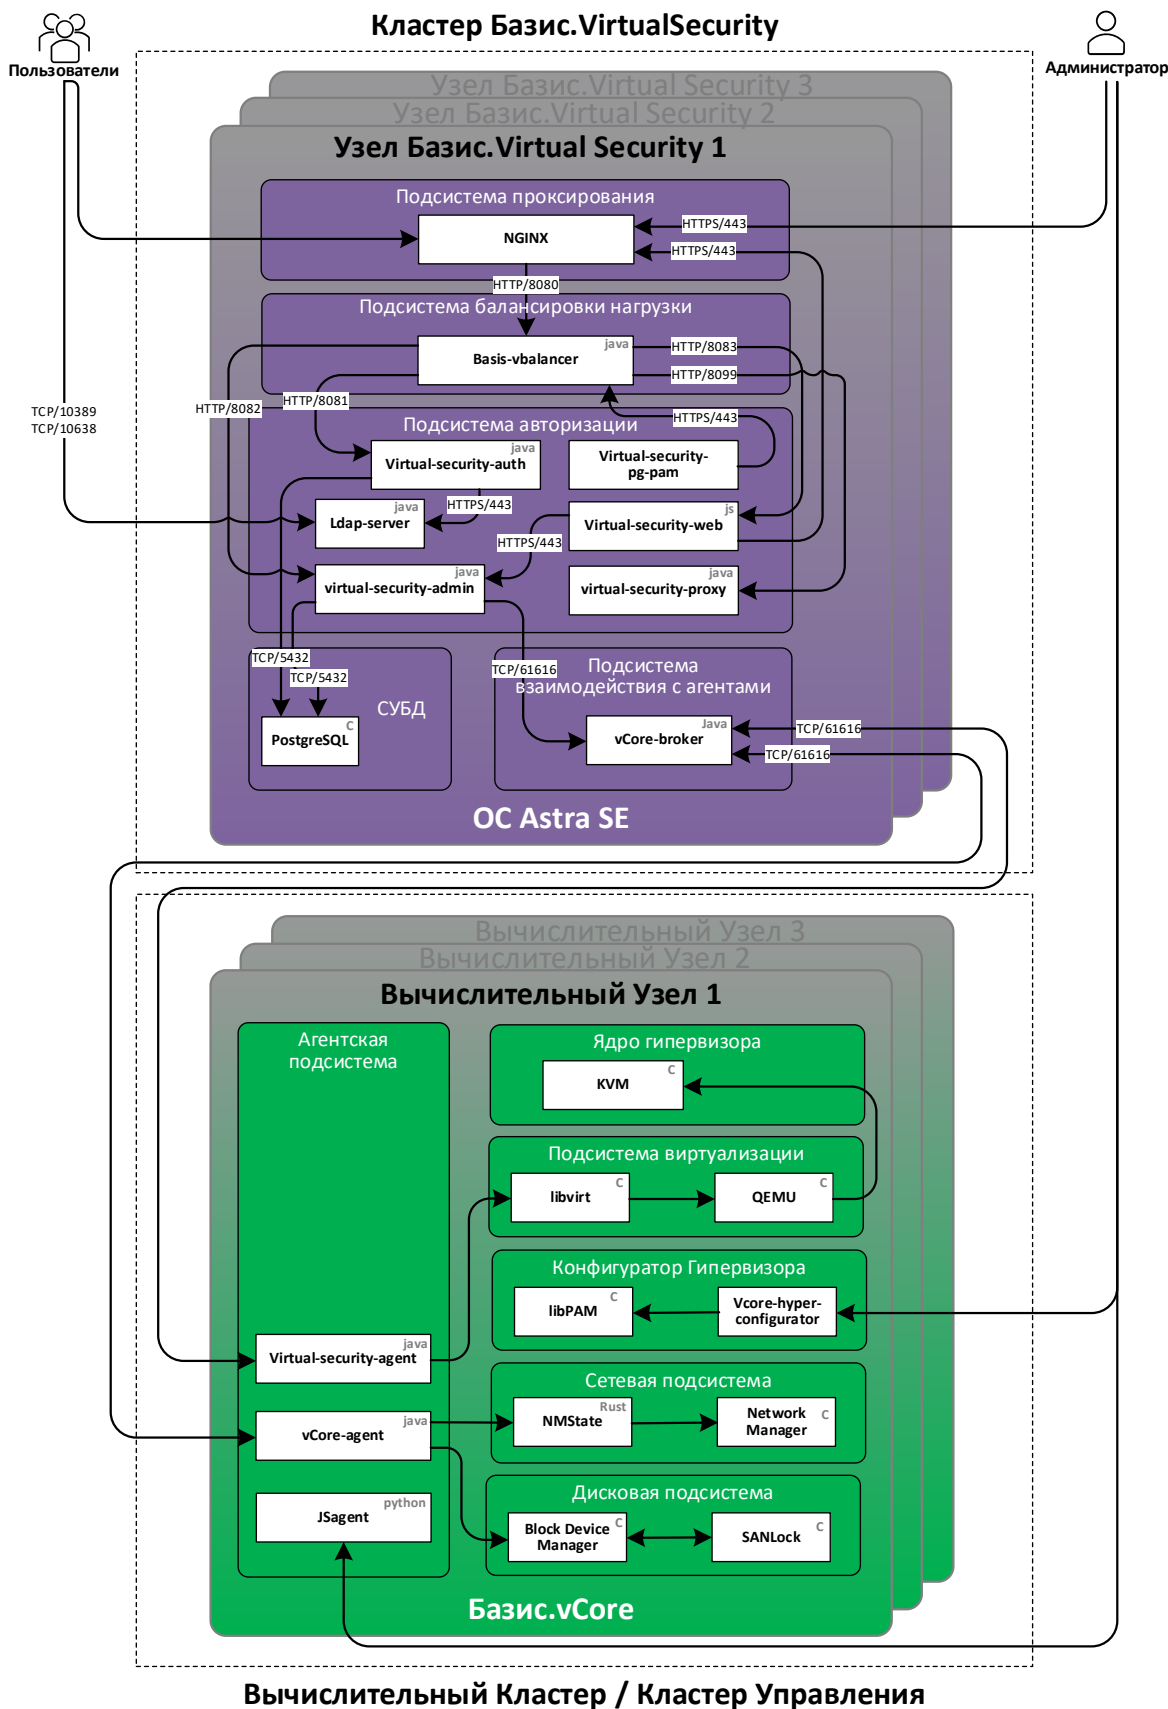 Кластер Базис.VirtualSecurity
Пользователи
Администратор
Узел Базис.Virtual Security 3
Узел Базис.Virtual Security 2
Узел Базис.Virtual Security 1
Подсистема проксирования
NGINX
HTTPS/443
HTTPS/443
HTTP/8080
Подсистема балансировки нагрузки
java
Basis-vbalancer
HTTP/8083
HTTP/8099
TCP/10389
TCP/10638
HTTP/8082
HTTP/8081
HTTPS/443
Подсистема авторизации
java
Virtual-security-auth
Virtual-security-
pg-pam
java
Ldap-server
HTTPS/443
js
Virtual-security-web
HTTPS/443
java
virtual-security-admin
java
virtual-security-proxy
TCP/5432
TCP/5432
TCP/61616
Подсистема
взаимодействия с агентами
СУБД
C
PostgreSQL
Java
vCore-broker
TCP/61616
TCP/61616
ОС Astra SE
Вычислительный Узел 3
Вычислительный Узел 2
Вычислительный Узел 1
Агентская
подсистема
Ядро гипервизора
C
KVM
Подсистема виртуализации
C
libvirt
C
QEMU
Конфигуратор Гипервизора
C
libPAM
Vcore-hyper-
configurator
java
Virtual-security-agent
Сетевая подсистема
Rust
NMState
Network
Manager
C
java
vCore-agent
Дисковая подсистема
python
JSagent
C
Block Device
Manager
C
SANLock
Базис.vCore
Вычислительный Кластер / Кластер Управления